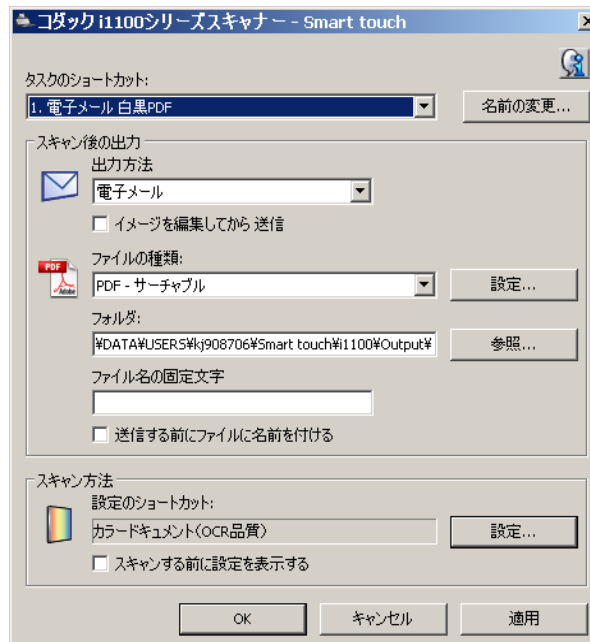 コダック i1100シリーズスキャナー - Smart touch
タスクのショートカット:
1. 電子メール 白黒PDF
名前の変更...
スキャン後の出力
出力方法
電子メール
イメージを編集してから 送信
ファイルの種類:
PDF
Adobe
PDF - サーチャブル
設定...
フォルダ:
¥DATA¥USERS¥kj908706¥Smart touch¥i1100¥Output¥
参照...
ファイル名の固定文字
送信する前にファイルに名前を付ける
スキャン方法
設定のショートカット:
カラードキュメント(OCR品質)
設定...
スキャンする前に設定を表示する
OK
キャンセル
適用